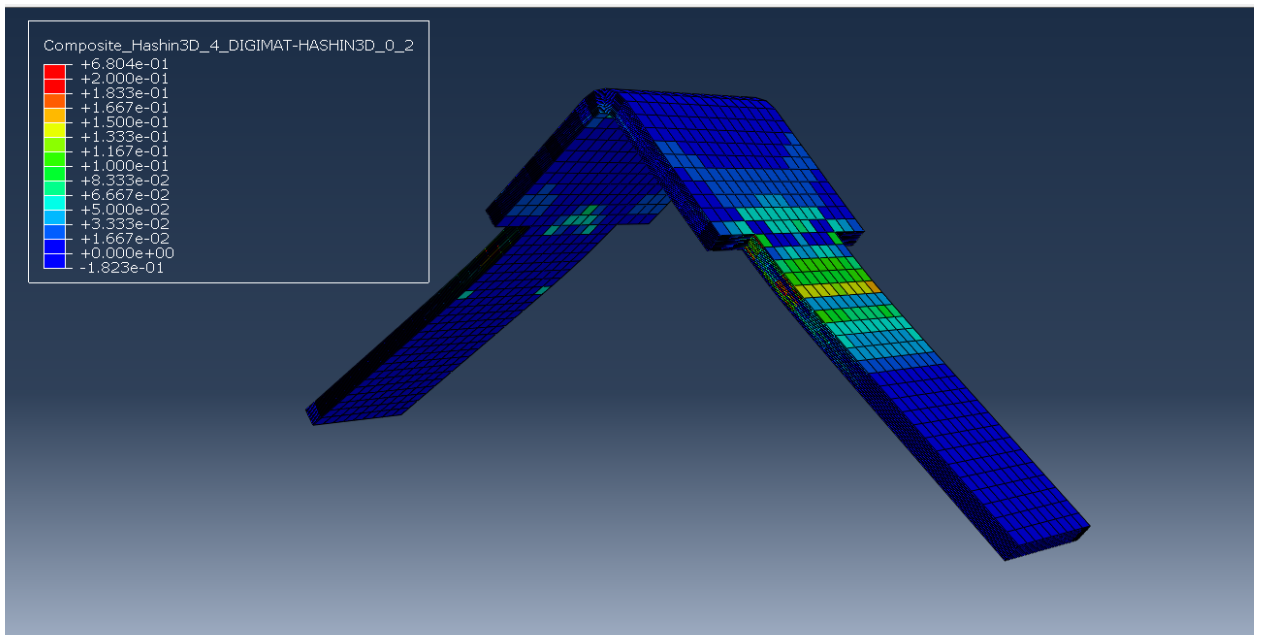 Composite_Hashin3D_4_DIGIMAT-HASHIN3D_0_2
+6.804e-01
+2.000e-01
+1.833e-01
+1.667e-01
+1.500e-01
+1.333e-01
+1.167e-01
+1.000e-01
+8.333e-02
+6.667e-02
+5.000e-02
+3.333e-02
+1.667e-02
+0.000e+00
-1.823e-01